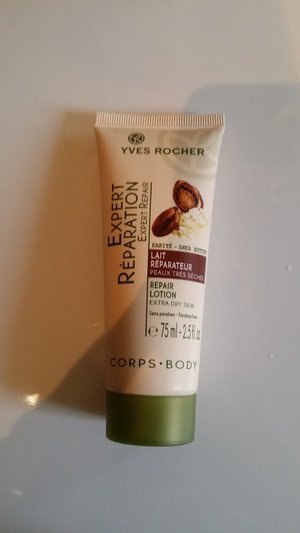 YVES ROCHER
EXPERT
RÉPARATION
EXPERT REPAIR
KARITÉ - SHEA BUTTER
LAIT
RÉPARATEUR
PEAUX TRÈS SÈCHES
REPAIR
LOTION
EXTRA DRY SKIN
Sans paraben • Paraben free
℮ 75 ml - 2.5 fl. oz
CORPS • BODY